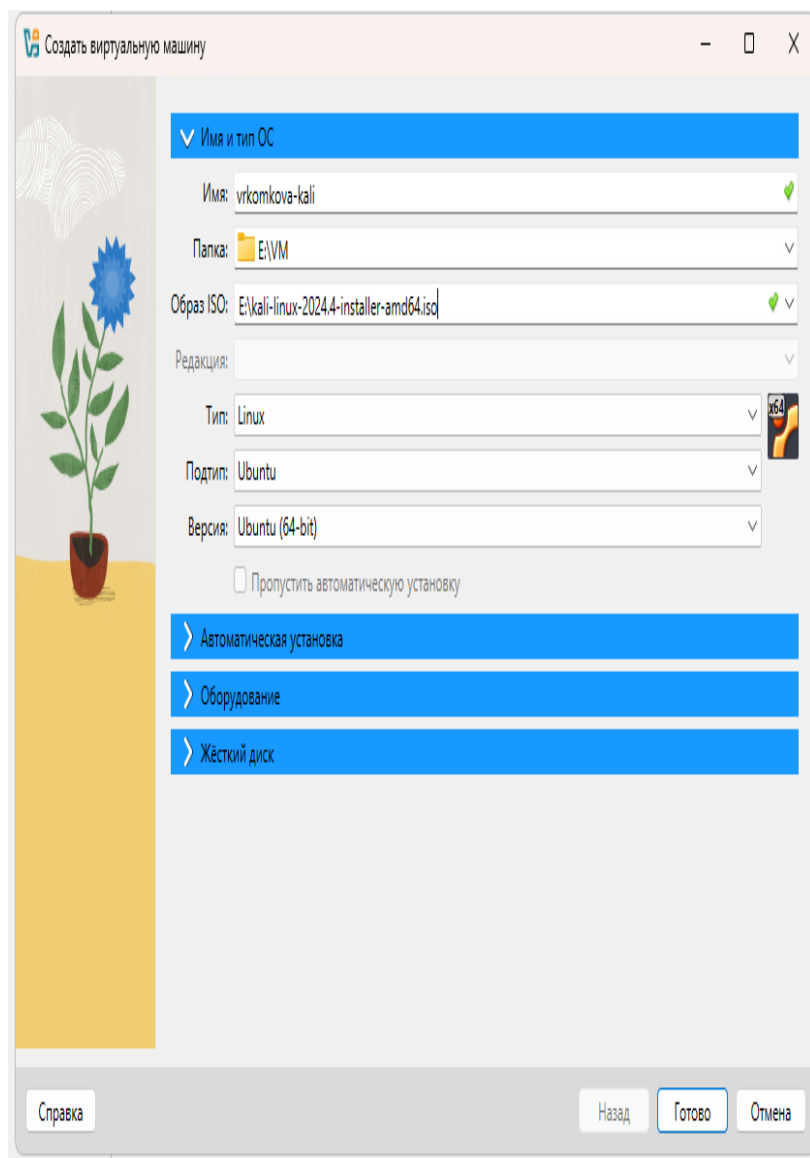 Создать виртуальную машину
Имя и тип ОС
Имя: vrkomkova-kali
Папка: E:\VM
Образ ISO: E:\kali-linux-2024.4-installer-amd64.iso
Редакция:
Тип: Linux
x64
Подтип: Ubuntu
Версия: Ubuntu (64-bit)
Пропустить автоматическую установку
Автоматическая установка
Оборудование
Жёсткий диск
Справка Назад Готово Отмена